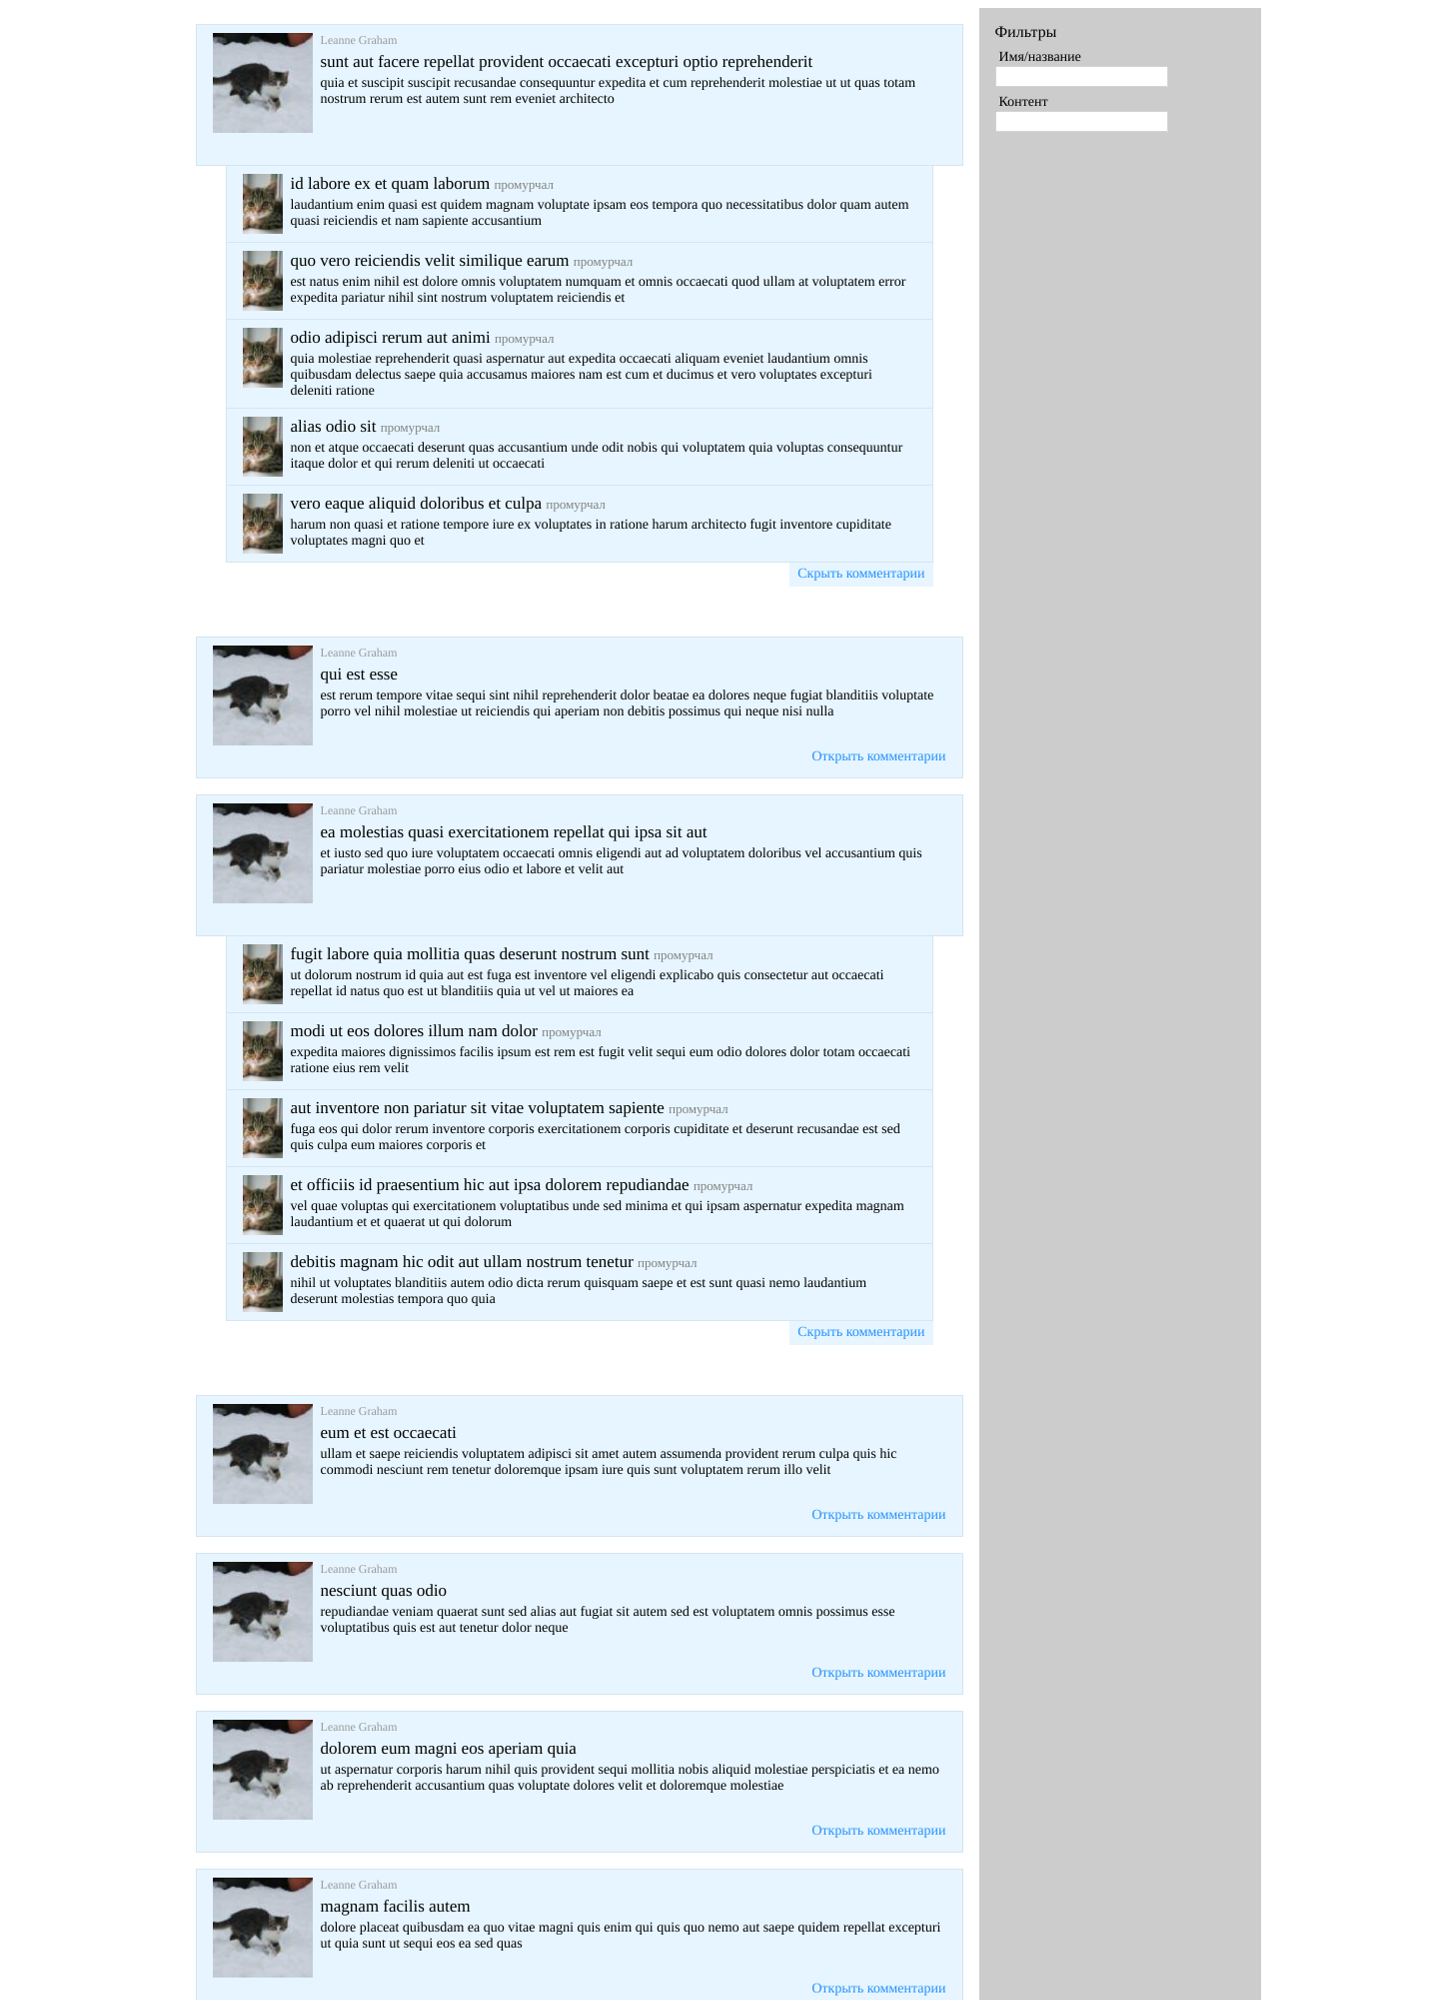 Leanne Graham
sunt aut facere repellat provident occaecati excepturi optio reprehenderit
quia et suscipit suscipit recusandae consequuntur expedita et cum reprehenderit molestiae ut ut quas totam
nostrum rerum est autem sunt rem eveniet architecto
id labore ex et quam laborum промурчал
laudantium enim quasi est quidem magnam voluptate ipsam eos tempora quo necessitatibus dolor quam autem
quasi reiciendis et nam sapiente accusantium
quo vero reiciendis velit similique earum промурчал
est natus enim nihil est dolore omnis voluptatem numquam et omnis occaecati quod ullam at voluptatem error
expedita pariatur nihil sint nostrum voluptatem reiciendis et
odio adipisci rerum aut animi промурчал
quia molestiae reprehenderit quasi aspernatur aut expedita occaecati aliquam eveniet laudantium omnis
quibusdam delectus saepe quia accusamus maiores nam est cum et ducimus et vero voluptates excepturi
deleniti ratione
alias odio sit промурчал
non et atque occaecati deserunt quas accusantium unde odit nobis qui voluptatem quia voluptas consequuntur
itaque dolor et qui rerum deleniti ut occaecati
vero eaque aliquid doloribus et culpa промурчал
harum non quasi et ratione tempore iure ex voluptates in ratione harum architecto fugit inventore cupiditate
voluptates magni quo et
Скрыть комментарии
Leanne Graham
qui est esse
est rerum tempore vitae sequi sint nihil reprehenderit dolor beatae ea dolores neque fugiat blanditiis voluptate
porro vel nihil molestiae ut reiciendis qui aperiam non debitis possimus qui neque nisi nulla
Открыть комментарии
Leanne Graham
ea molestias quasi exercitationem repellat qui ipsa sit aut
et iusto sed quo iure voluptatem occaecati omnis eligendi aut ad voluptatem doloribus vel accusantium quis
pariatur molestiae porro eius odio et labore et velit aut
fugit labore quia mollitia quas deserunt nostrum sunt промурчал
ut dolorum nostrum id quia aut est fuga est inventore vel eligendi explicabo quis consectetur aut occaecati
repellat id natus quo est ut blanditiis quia ut vel ut maiores ea
modi ut eos dolores illum nam dolor промурчал
expedita maiores dignissimos facilis ipsum est rem est fugit velit sequi eum odio dolores dolor totam occaecati
ratione eius rem velit
aut inventore non pariatur sit vitae voluptatem sapiente промурчал
fuga eos qui dolor rerum inventore corporis exercitationem corporis cupiditate et deserunt recusandae est sed
quis culpa eum maiores corporis et
et officiis id praesentium hic aut ipsa dolorem repudiandae промурчал
vel quae voluptas qui exercitationem voluptatibus unde sed minima et qui ipsam aspernatur expedita magnam
laudantium et et quaerat ut qui dolorum
debitis magnam hic odit aut ullam nostrum tenetur промурчал
nihil ut voluptates blanditiis autem odio dicta rerum quisquam saepe et est sunt quasi nemo laudantium
deserunt molestias tempora quo quia
Скрыть комментарии
Leanne Graham
eum et est occaecati
ullam et saepe reiciendis voluptatem adipisci sit amet autem assumenda provident rerum culpa quis hic
commodi nesciunt rem tenetur doloremque ipsam iure quis sunt voluptatem rerum illo velit
Открыть комментарии
Leanne Graham
nesciunt quas odio
repudiandae veniam quaerat sunt sed alias aut fugiat sit autem sed est voluptatem omnis possimus esse
voluptatibus quis est aut tenetur dolor neque
Открыть комментарии
Leanne Graham
dolorem eum magni eos aperiam quia
ut aspernatur corporis harum nihil quis provident sequi mollitia nobis aliquid molestiae perspiciatis et ea nemo
ab reprehenderit accusantium quas voluptate dolores velit et doloremque molestiae
Открыть комментарии
Leanne Graham
magnam facilis autem
dolore placeat quibusdam ea quo vitae magni quis enim qui quis quo nemo aut saepe quidem repellat excepturi
ut quia sunt ut sequi eos ea sed quas
Открыть комментарии
Фильтры
Имя/название
Контент